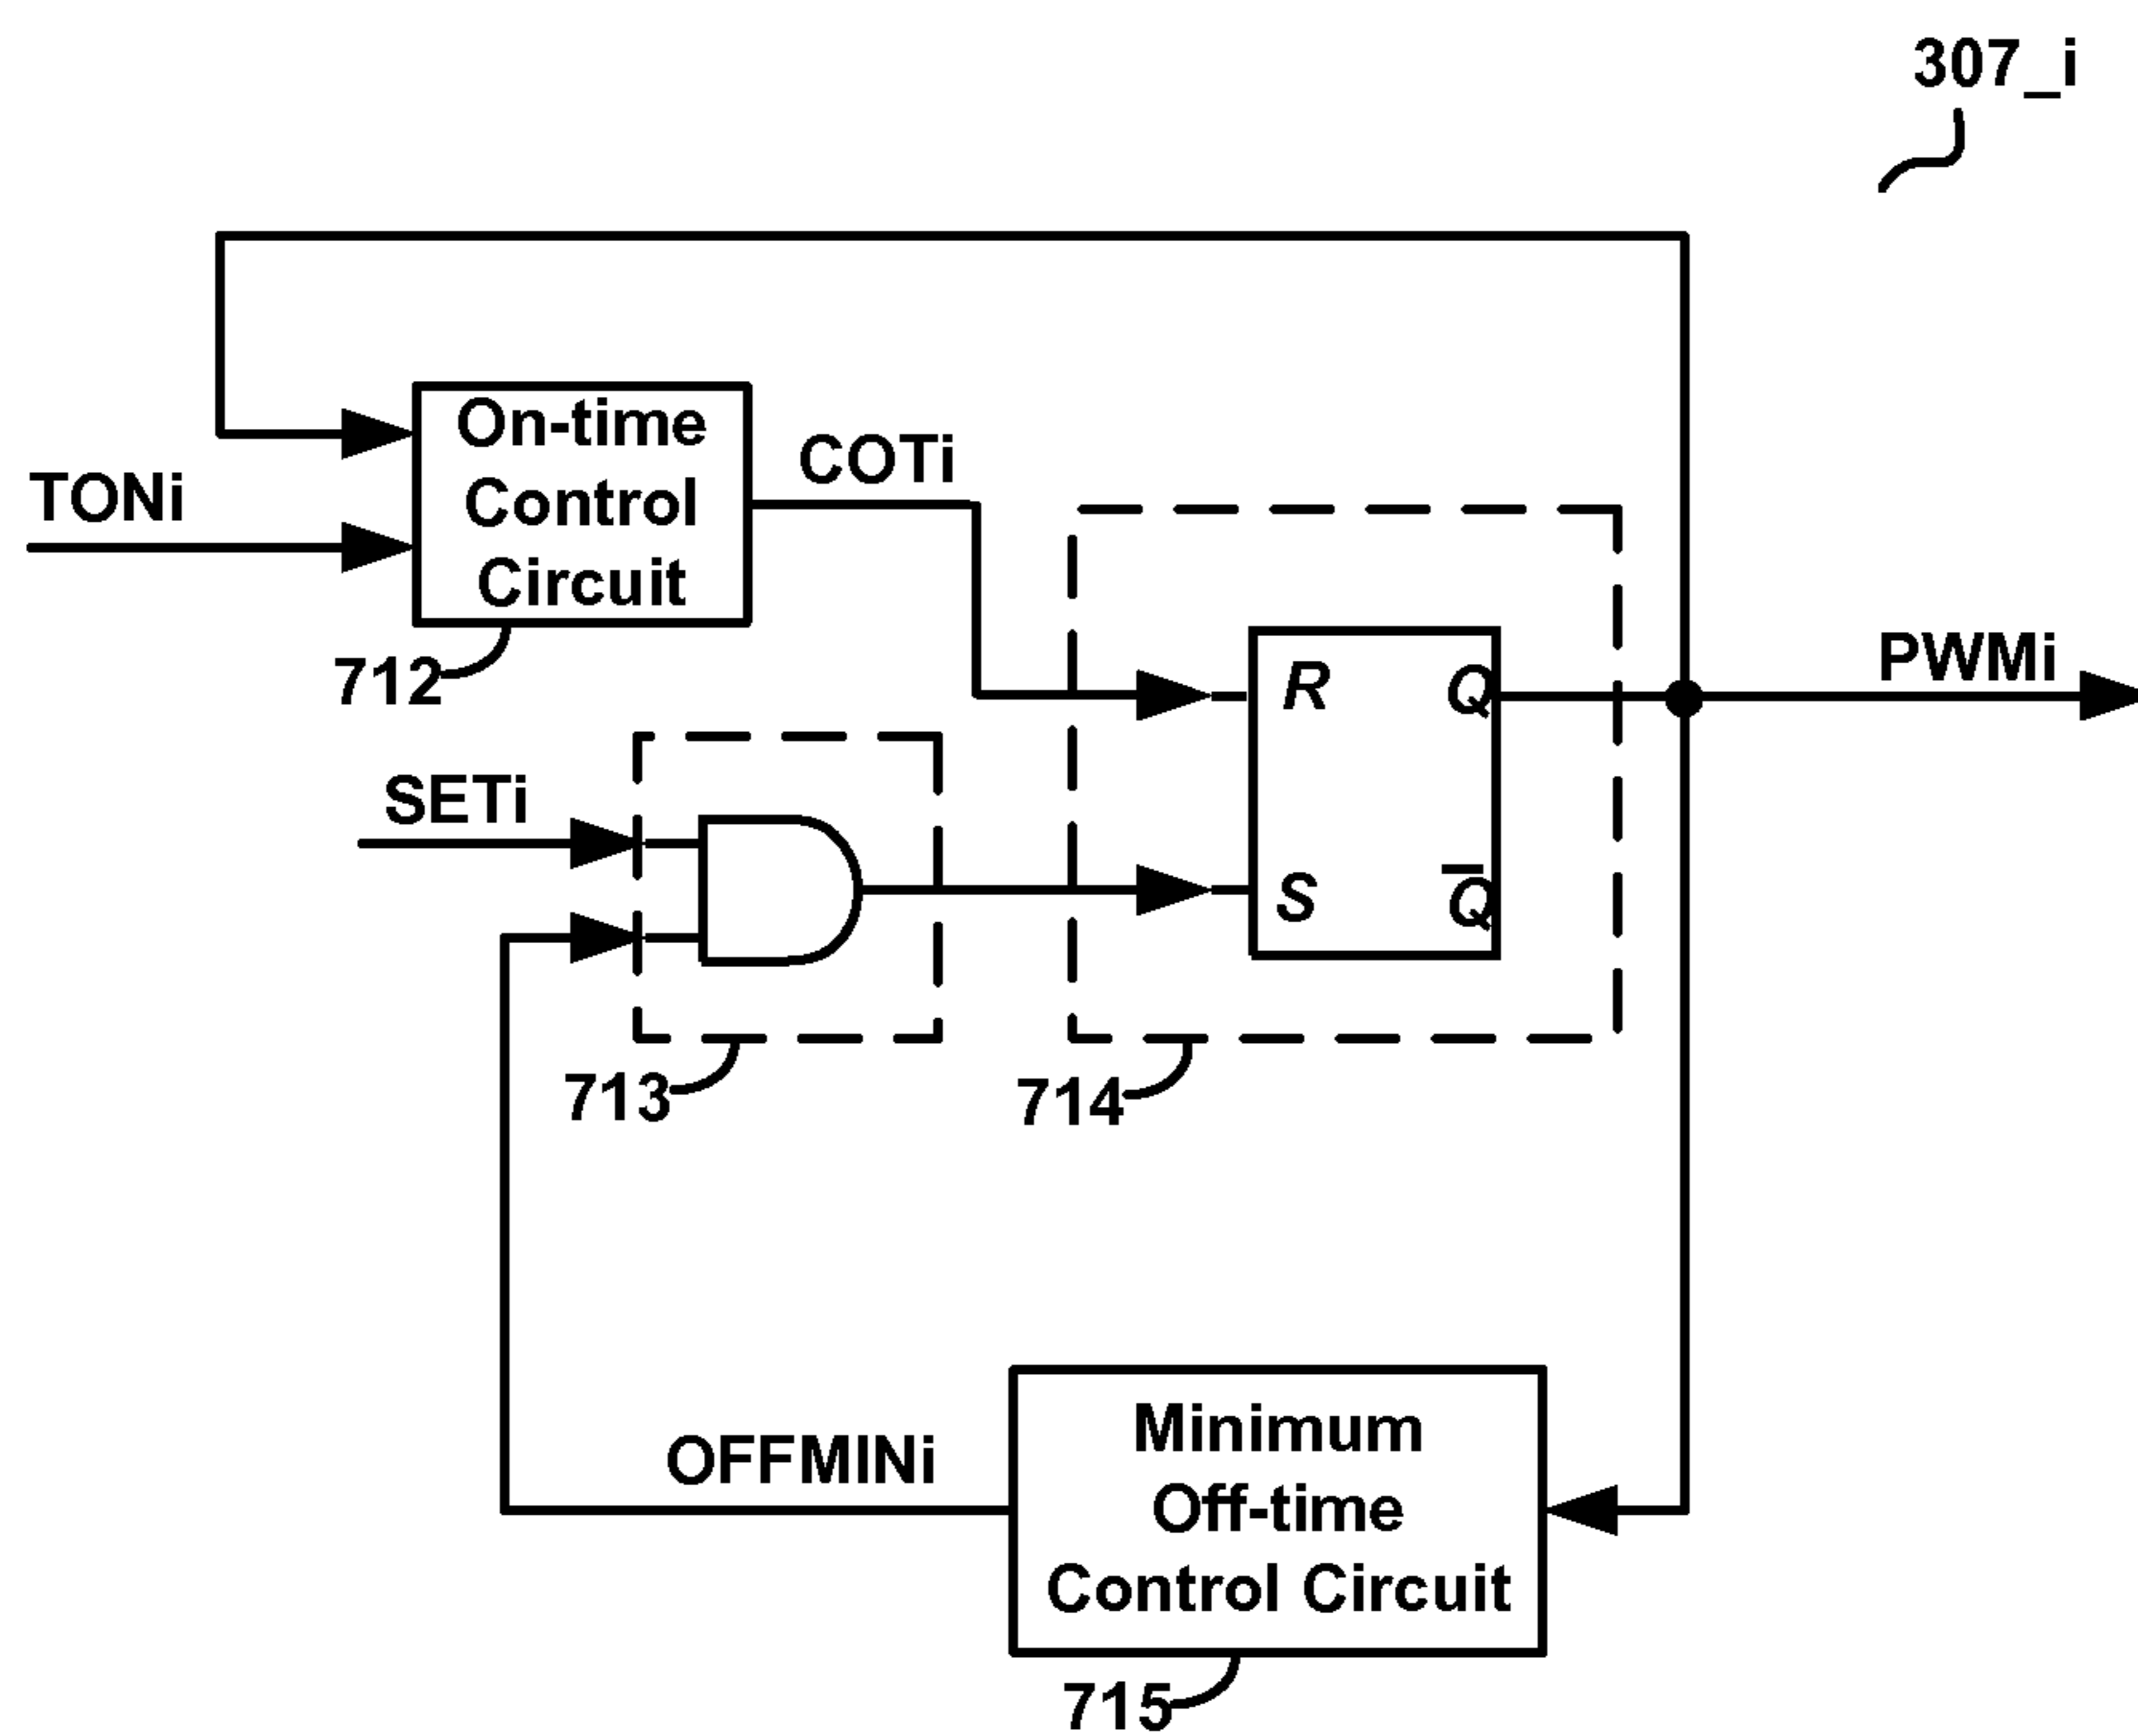 307_i
On-time
Control
Circuit
TONi
COTi
712
PWMi
R
Q
SETi
S
Q̅
713
714
OFFMINi
Minimum
Off-time
Control Circuit
715